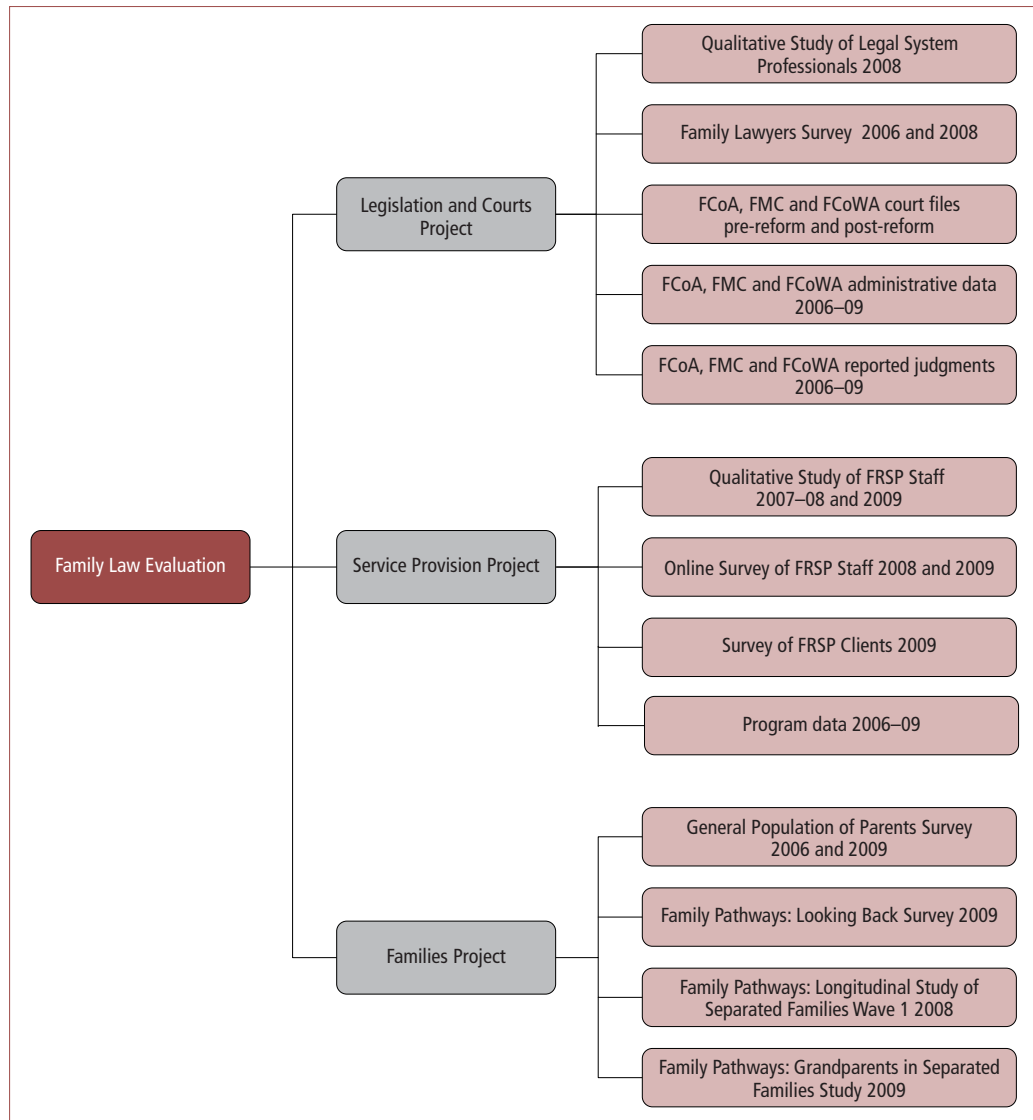 Family Law Evaluation
Legislation and Courts
Project
Qualitative Study of Legal System
Professionals 2008
Family Lawyers Survey 2006 and 2008
FCoA, FMC and FCoWA court files
pre-reform and post-reform
FCoA, FMC and FCoWA administrative data
2006–09
FCoA, FMC and FCoWA reported judgments
2006–09
Service Provision Project
Qualitative Study of FRSP Staff
2007–08 and 2009
Online Survey of FRSP Staff 2008 and 2009
Survey of FRSP Clients 2009
Program data 2006–09
Families Project
General Population of Parents Survey
2006 and 2009
Family Pathways: Looking Back Survey 2009
Family Pathways: Longitudinal Study of
Separated Families Wave 1 2008
Family Pathways: Grandparents in Separated
Families Study 2009